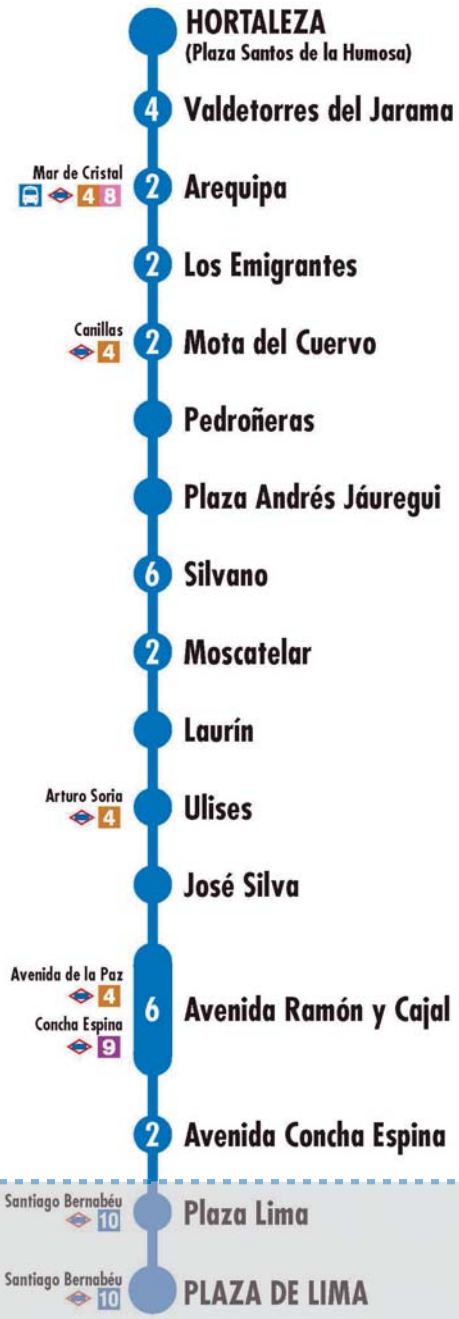 HORTALEZA
(Plaza Santos de la Humosa)
4 Valdetorres del Jarama
Mar de Cristal
4 8
2 Arequipa
2 Los Emigrantes
Canillas
4
2 Mota del Cuervo
Pedroñeras
Plaza Andrés Jáuregui
6 Silvano
2 Moscatelar
Laurín
Arturo Soria
4
Ulises
José Silva
Avenida de la Paz
4
Concha Espina
9
6 Avenida Ramón y Cajal
2 Avenida Concha Espina
Santiago Bernabéu
10
Plaza Lima
Santiago Bernabéu
10
PLAZA DE LIMA